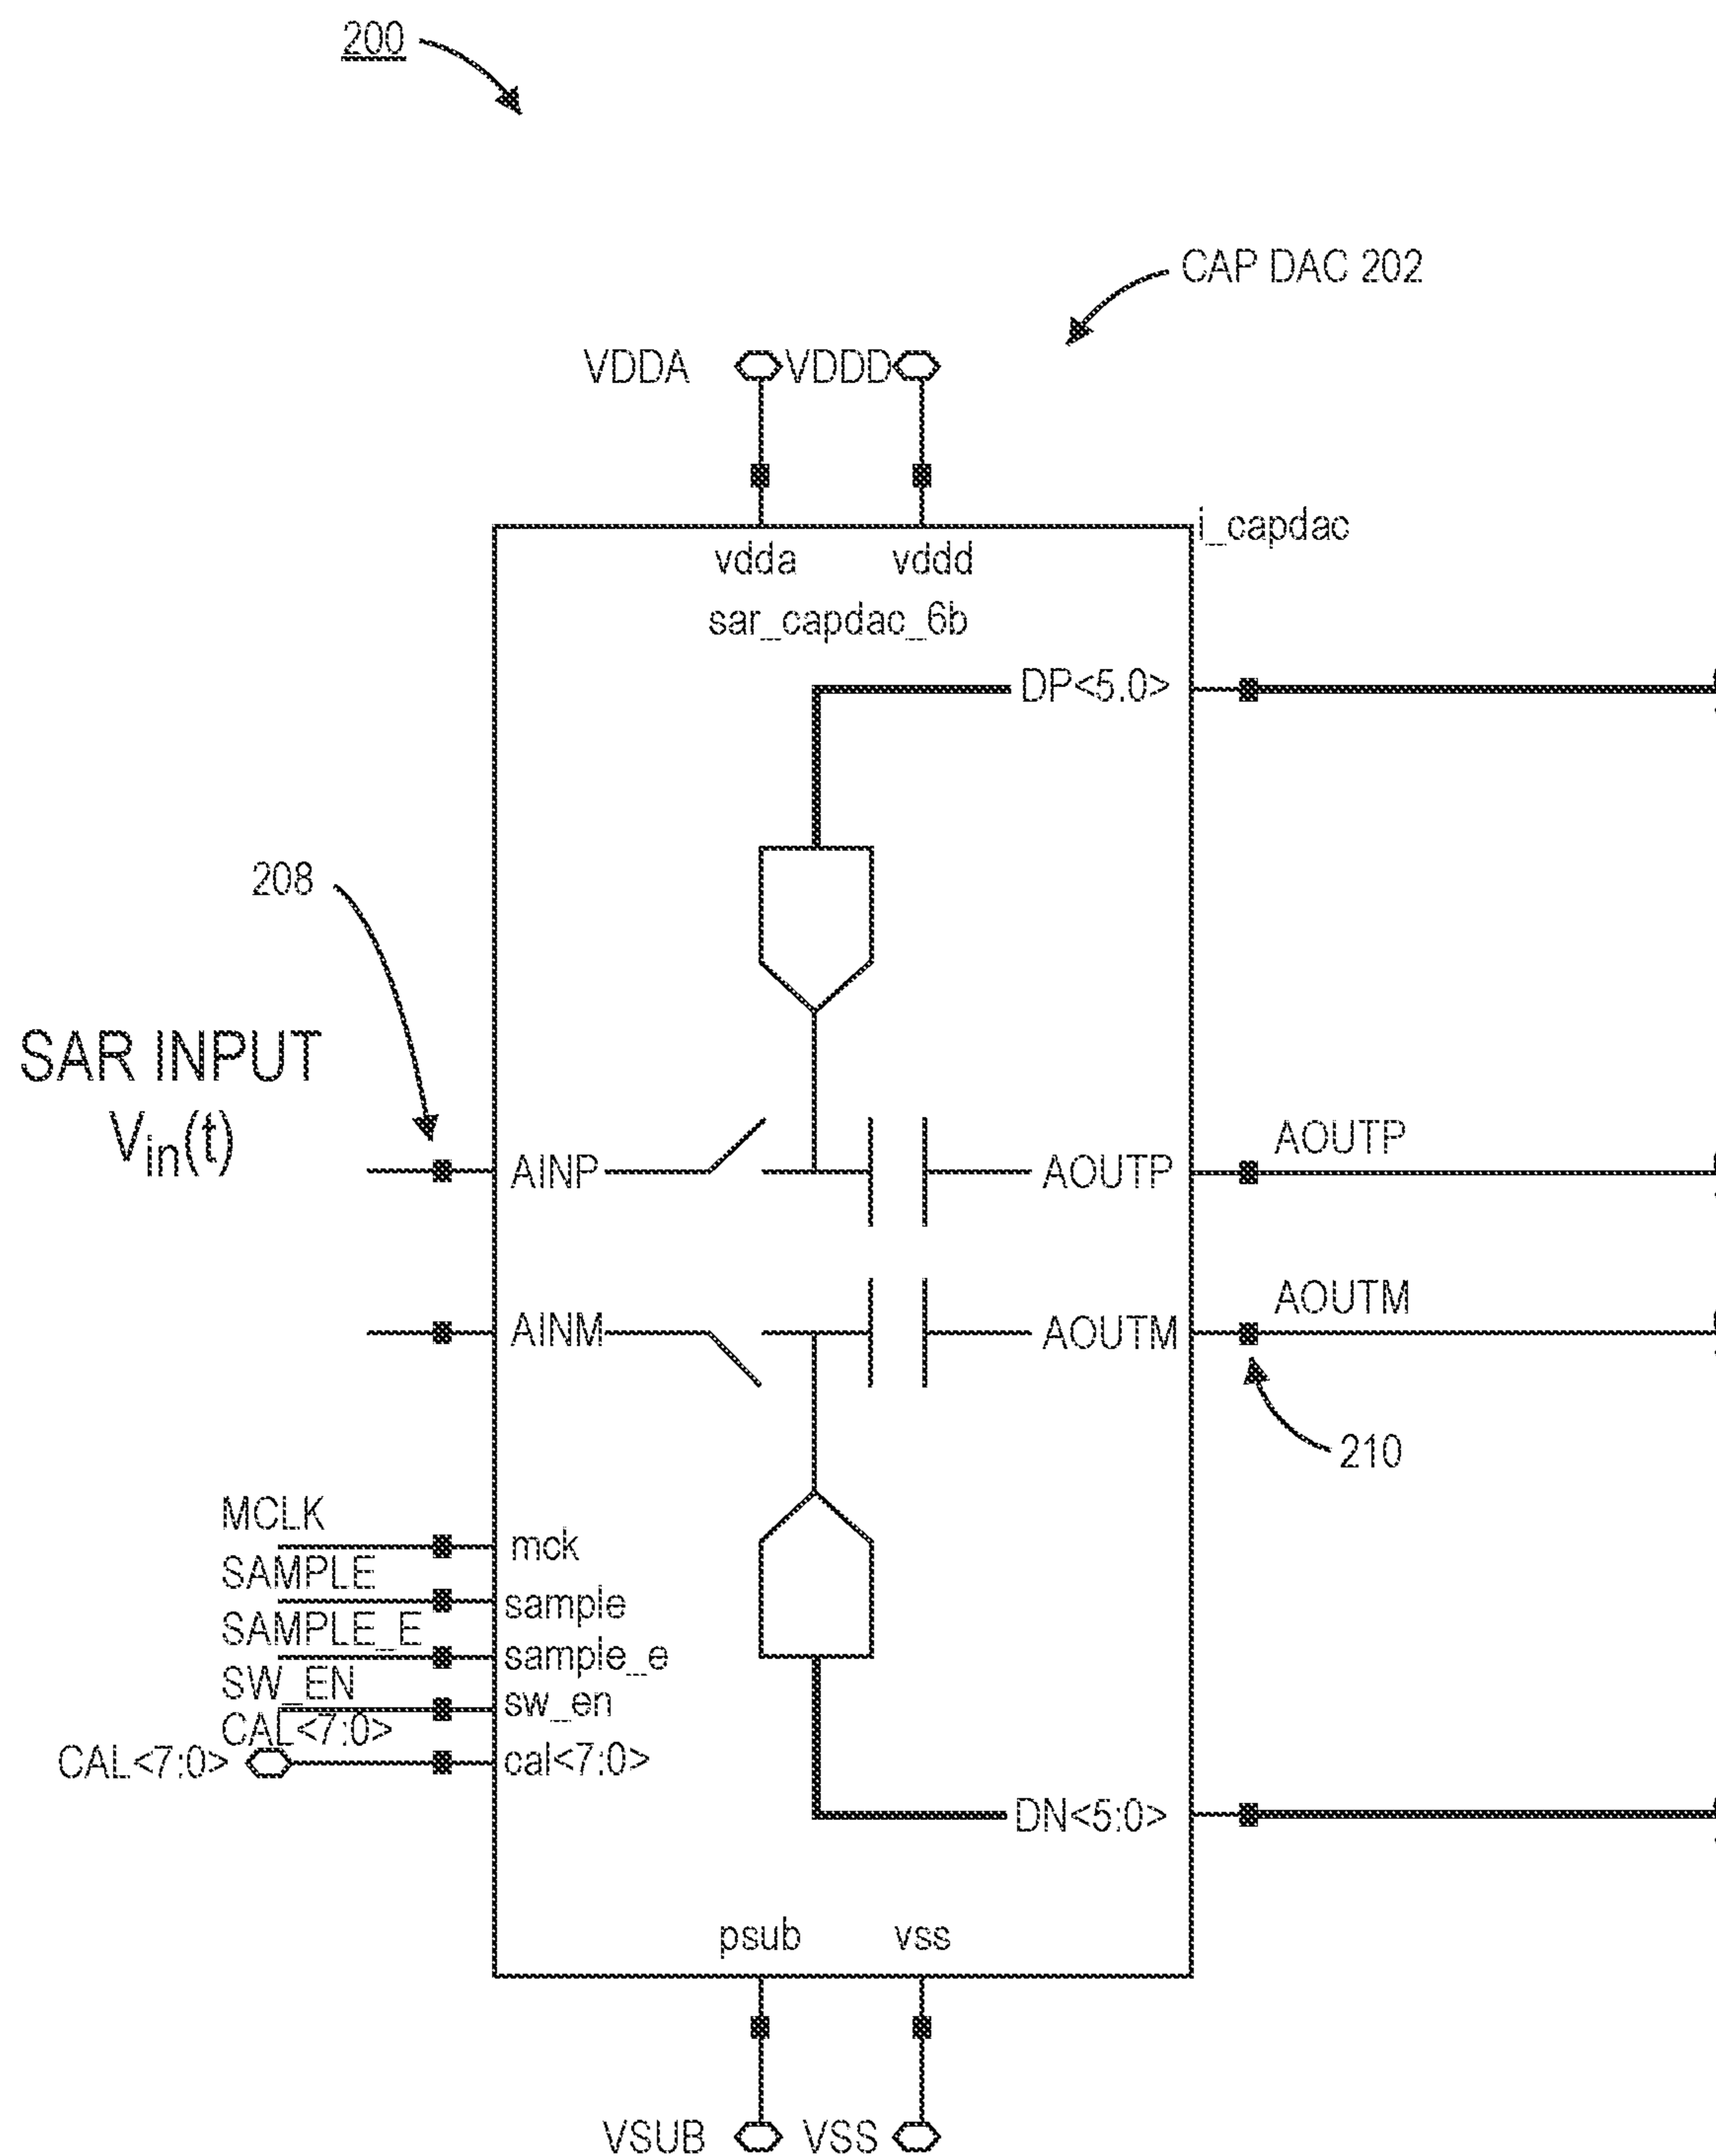 200
CAP DAC 202
VDDA
VDDD
i_capdac
vdda
vddd
sar_capdac_6b
DP<5.0>
208
SAR INPUT
Vin(t)
AINP
AOUTP
AOUTP
AINM
AOUTM
AOUTM
210
MCLK
mck
SAMPLE
sample
SAMPLE_E
sample_e
SW_EN
sw_en
CAL<7:0>
CAL<7:0>
cal<7:0>
DN<5:0>
psub
vss
VSUB
VSS